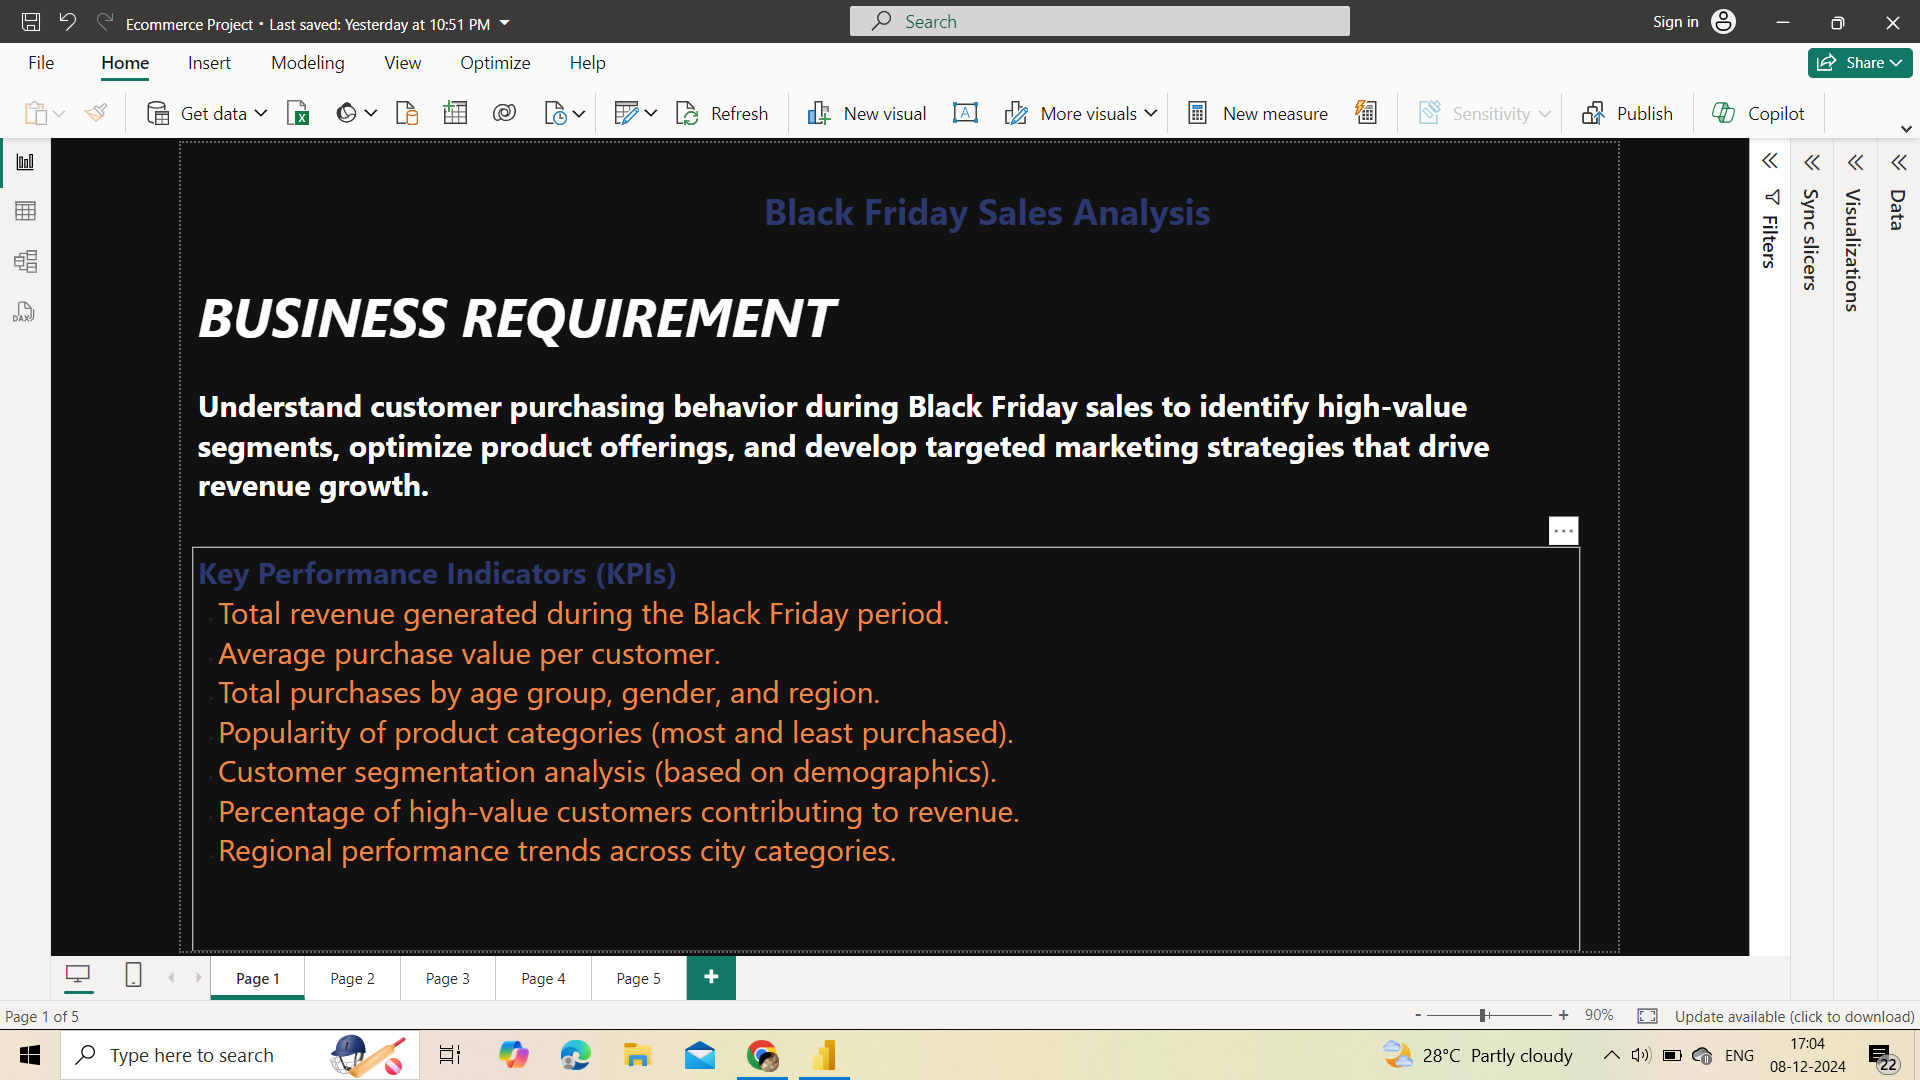 Ecommerce Project • Last saved: Yesterday at 10:51 PM
Search
Sign in
File Home Insert Modeling View Optimize Help
Share
Get data
Refresh
New visual
More visuals
New measure
Sensitivity
Publish
Copilot
Black Friday Sales Analysis
BUSINESS REQUIREMENT
Understand customer purchasing behavior during Black Friday sales to identify high-value
segments, optimize product offerings, and develop targeted marketing strategies that drive
revenue growth.
Key Performance Indicators (KPIs)
Total revenue generated during the Black Friday period.
Average purchase value per customer.
Total purchases by age group, gender, and region.
Popularity of product categories (most and least purchased).
Customer segmentation analysis (based on demographics).
Percentage of high-value customers contributing to revenue.
Regional performance trends across city categories.
Filters
Sync slicers
Visualizations
Data
DAX
Page 1 Page 2 Page 3 Page 4 Page 5 +
Page 1 of 5
- + 90%
Update available (click to download)
Type here to search
28°C Partly cloudy
ENG
17:04
08-12-2024
22